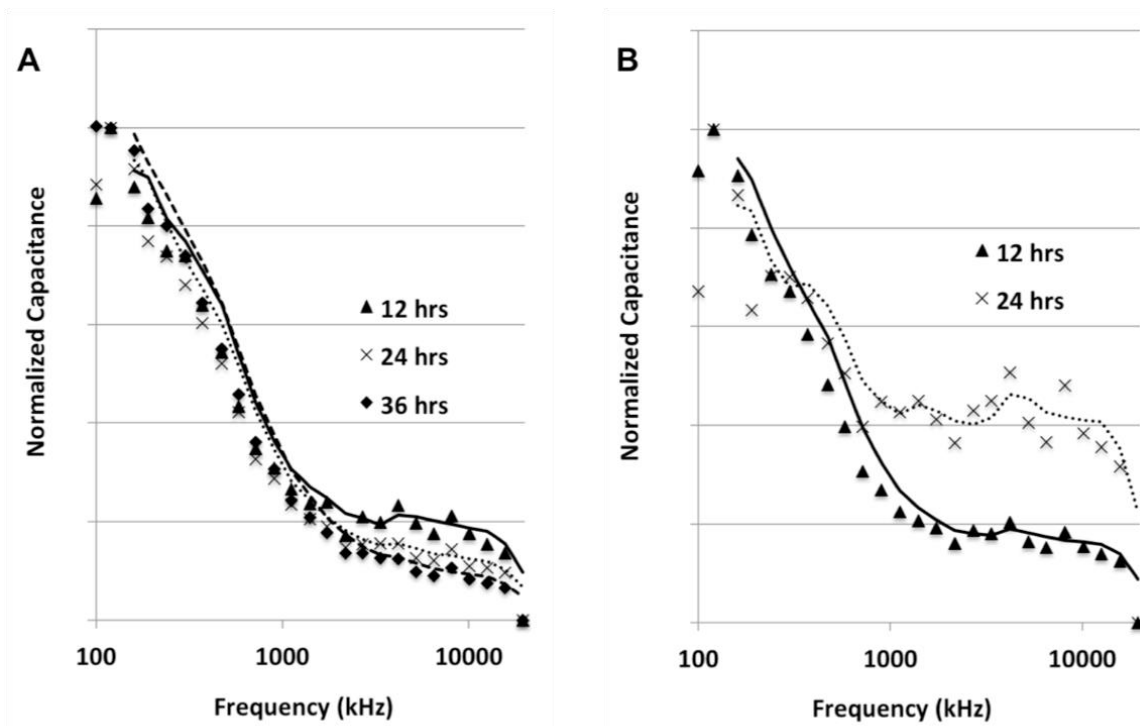 A
Normalized Capacitance
12 hrs
24 hrs
36 hrs
100
1000
10000
Frequency (kHz)
B
Normalized Capacitance
12 hrs
24 hrs
100
1000
10000
Frequency (kHz)